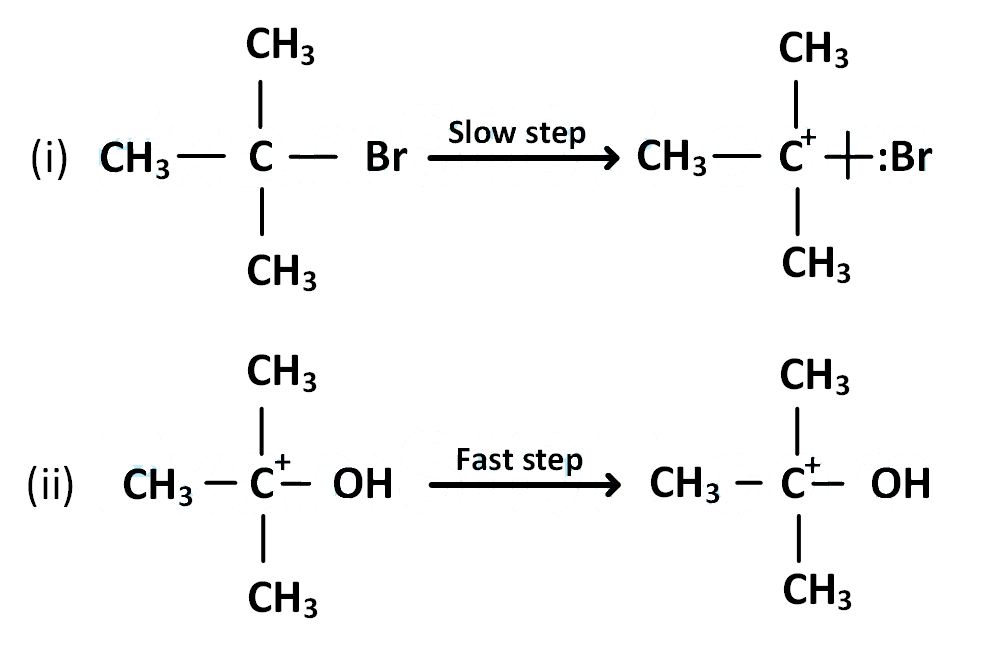 CH₃ CH₃
(i) CH₃ — C — Br Slow step → CH₃ — C⁺ + :Br
CH₃ CH₃
CH₃ CH₃
(ii) CH₃ — C⁺ — OH Fast step → CH₃ — C⁺ — OH
CH₃ CH₃